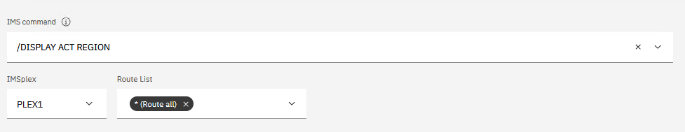 IMS command
/DISPLAY ACT REGION
IMSplex Route List
PLEX1 * (Route all)